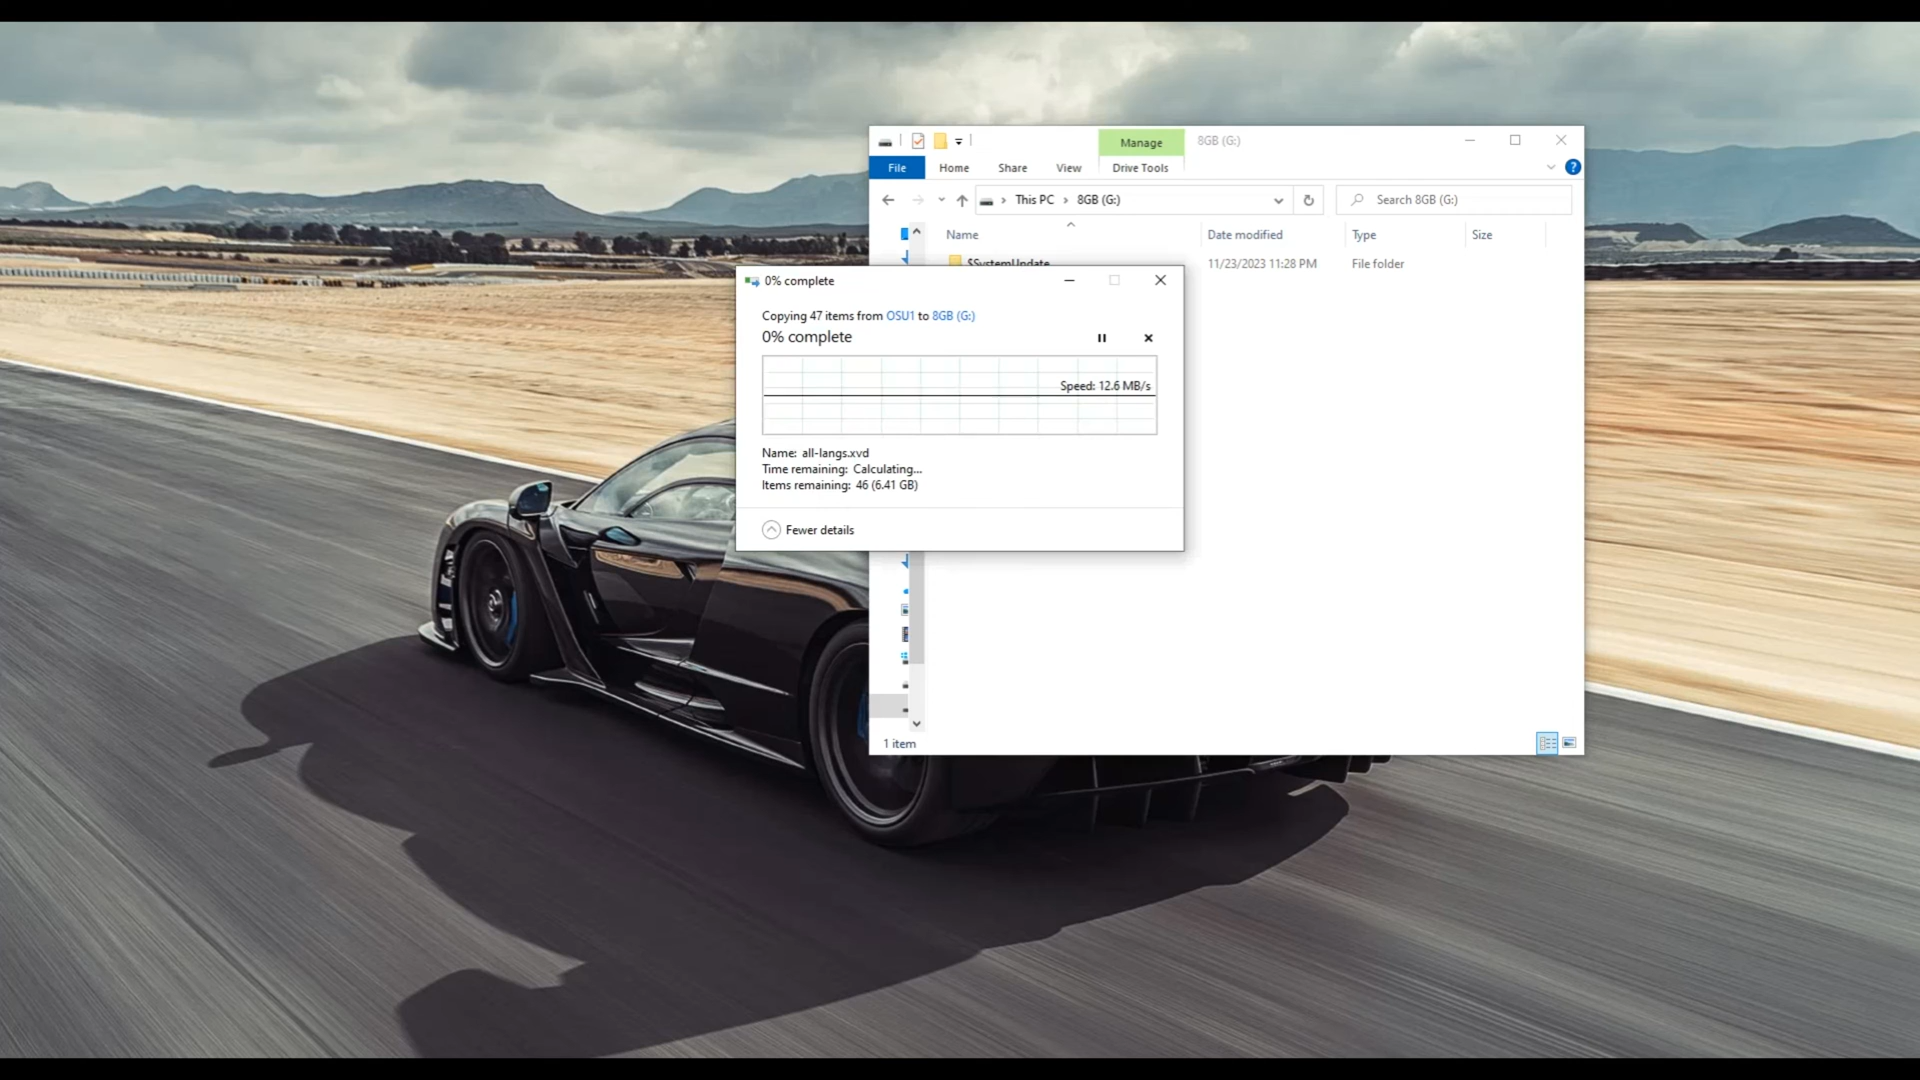 Manage
8GB (G:)
File
Home
Share
View
Drive Tools
This PC
8GB (G:)
Search 8GB (G:)
Name
Date modified
Type
Size
$SystemUpdate
11/23/2023 11:28 PM
File folder
0% complete
Copying 47 items from OSU1 to 8GB (G:)
0% complete
Speed: 12.6 MB/s
Name: all-langs.xvd
Time remaining: Calculating...
Items remaining: 46 (6.41 GB)
Fewer details
1 item